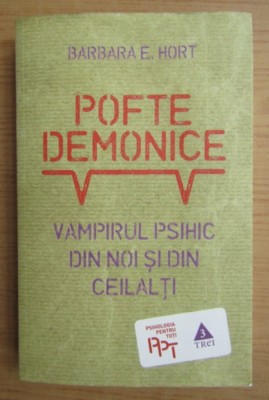 BARBARA E. HORT
POFTE
DEMONICE
VAMPIRUL PSIHIC
DIN NOI ȘI DIN
CEILALȚI
PSIHOLOGIA
PENTRU
TOȚI
PPT
3
TREI